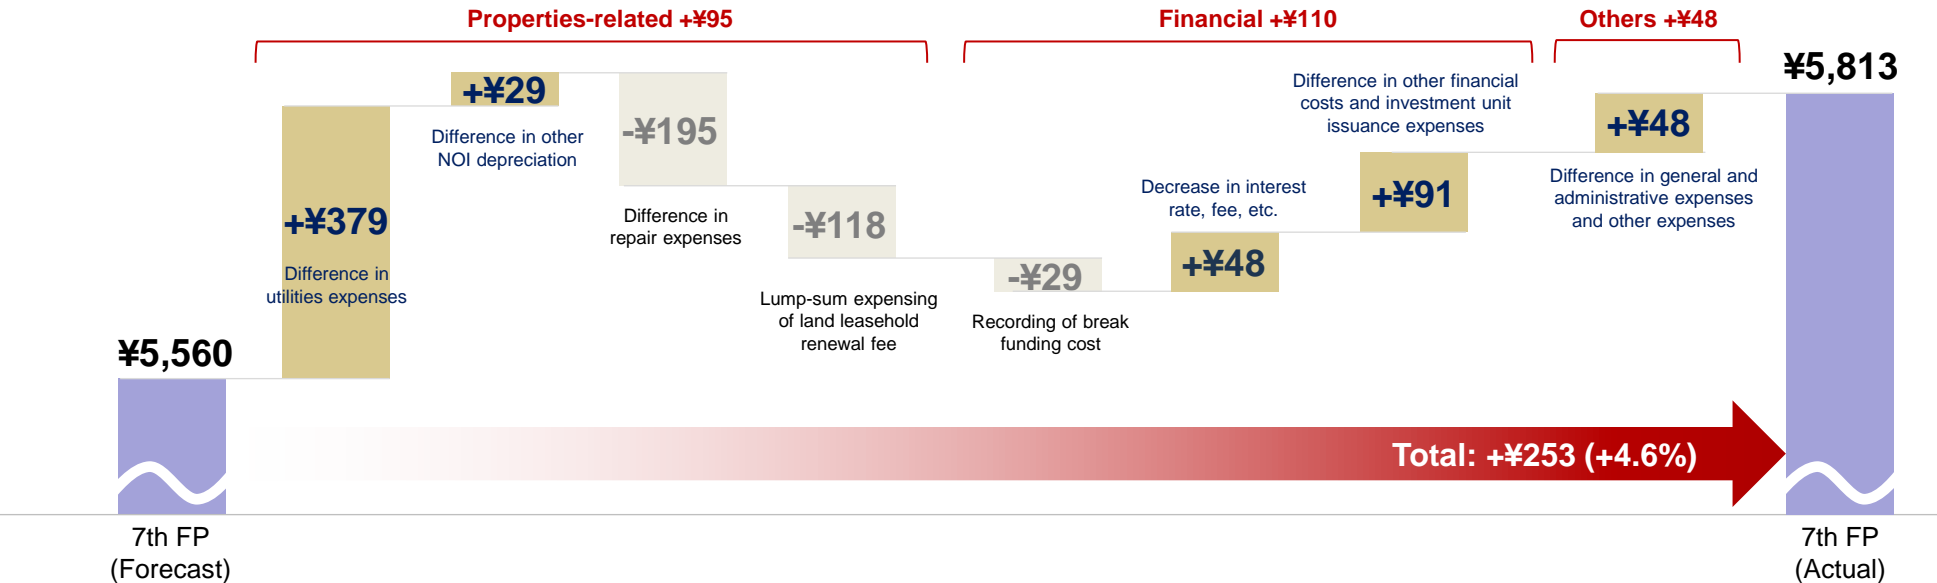 Properties-related +¥95
Financial +¥110
Others +¥48
¥5,560
+¥379
Difference in
utilities expenses
+¥29
Difference in other
NOI depreciation
-¥195
Difference in
repair expenses
-¥118
Lump-sum expensing
of land leasehold
renewal fee
-¥29
Recording of break
funding cost
+¥48
Decrease in interest
rate, fee, etc.
+¥91
Difference in other financial
costs and investment unit
issuance expenses
+¥48
Difference in general and
administrative expenses
and other expenses
¥5,813
Total: +¥253 (+4.6%)
7th FP
(Forecast)
7th FP
(Actual)